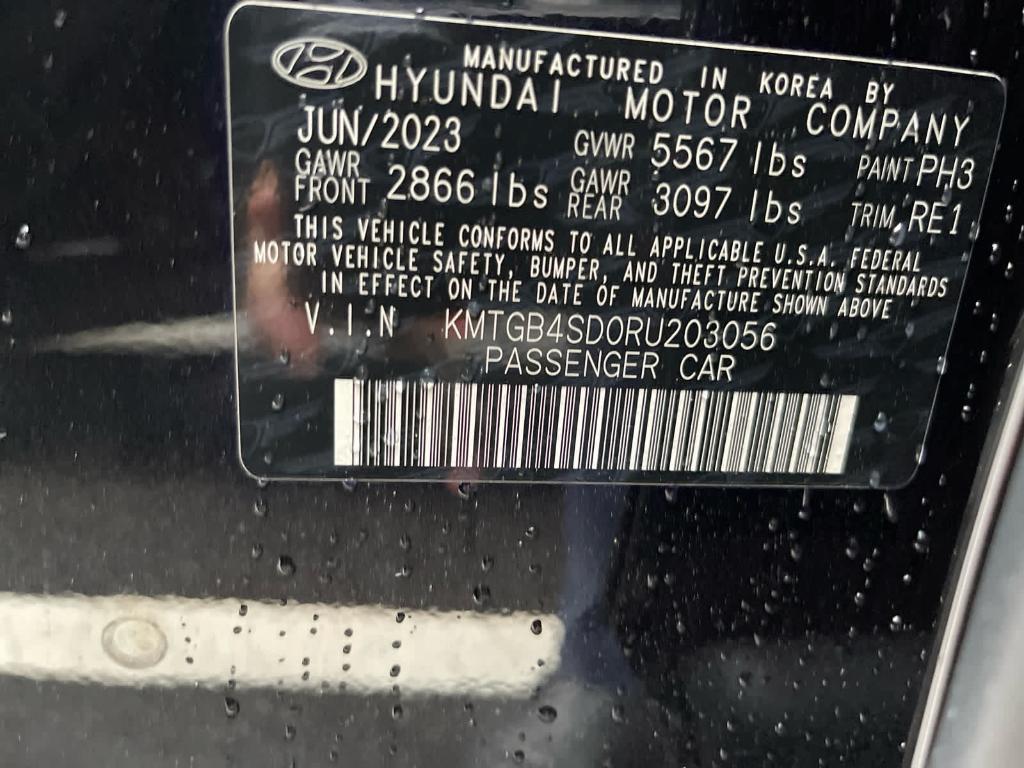 MANUFACTURED IN KOREA BY
HYUNDAI MOTOR COMPANY
JUN/2023 GVWR 5567 lbs PAINT PH3
GAWR FRONT 2866 lbs GAWR REAR 3097 lbs TRIM RE1
THIS VEHICLE CONFORMS TO ALL APPLICABLE U.S.A. FEDERAL
MOTOR VEHICLE SAFETY, BUMPER, AND THEFT PREVENTION STANDARDS
IN EFFECT ON THE DATE OF MANUFACTURE SHOWN ABOVE
V.I.N KMTGB4SD0RU203056
PASSENGER CAR